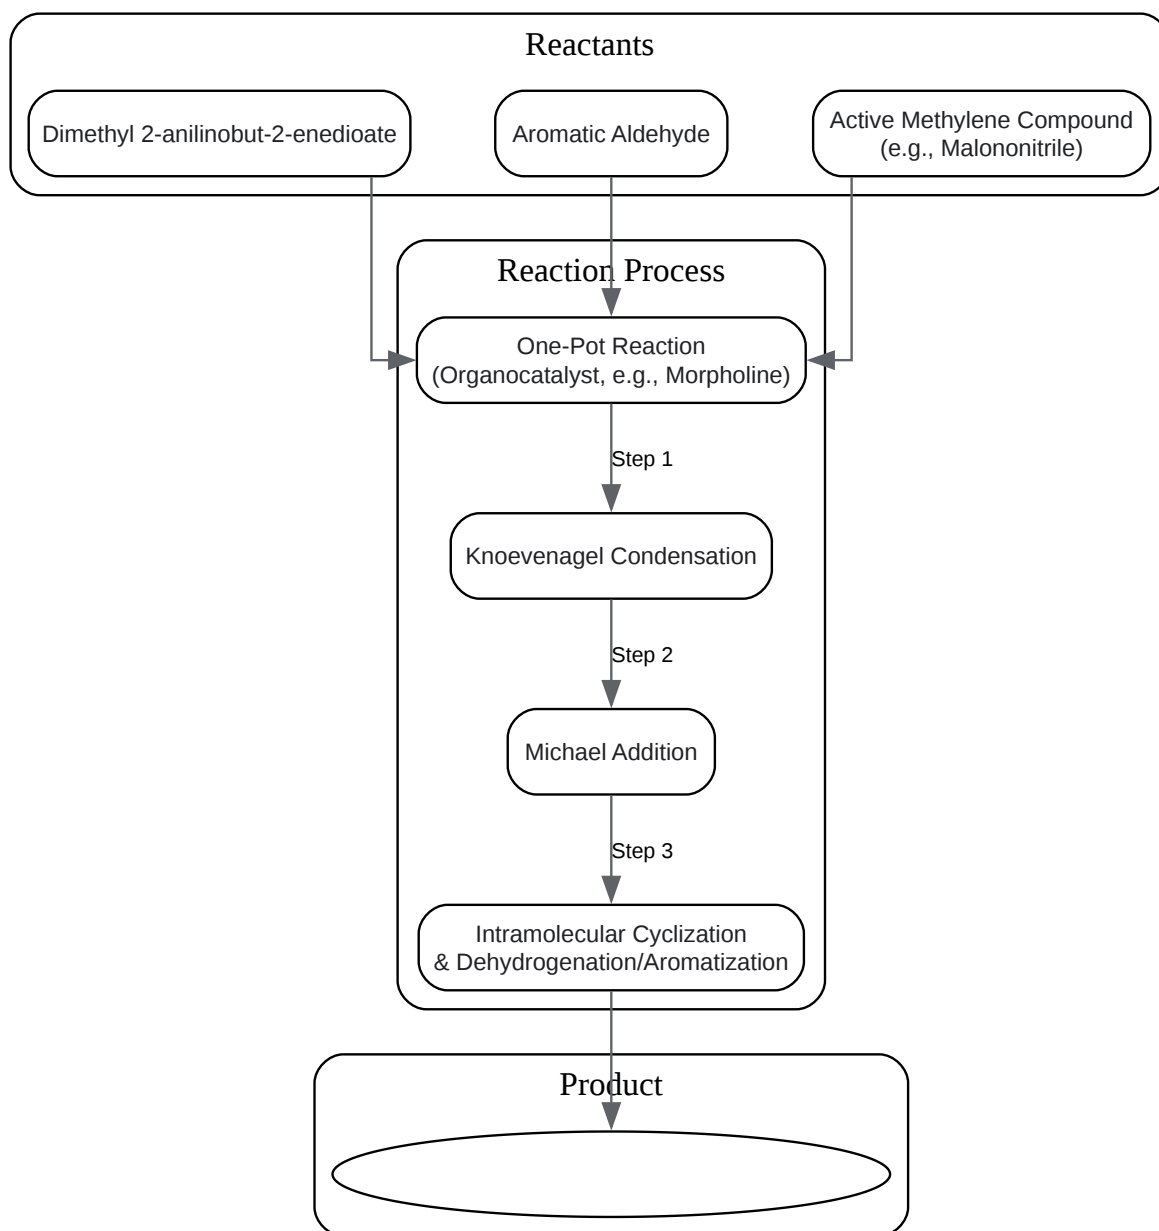 Reactants
Dimethyl 2-anilinobut-2-enedioate
Aromatic Aldehyde
Active Methylene Compound
(e.g., Malononitrile)
Reaction Process
One-Pot Reaction
(Organocatalyst, e.g., Morpholine)
Step 1
Knoevenagel Condensation
Step 2
Michael Addition
Step 3
Intramolecular Cyclization
& Dehydrogenation/Aromatization
Product